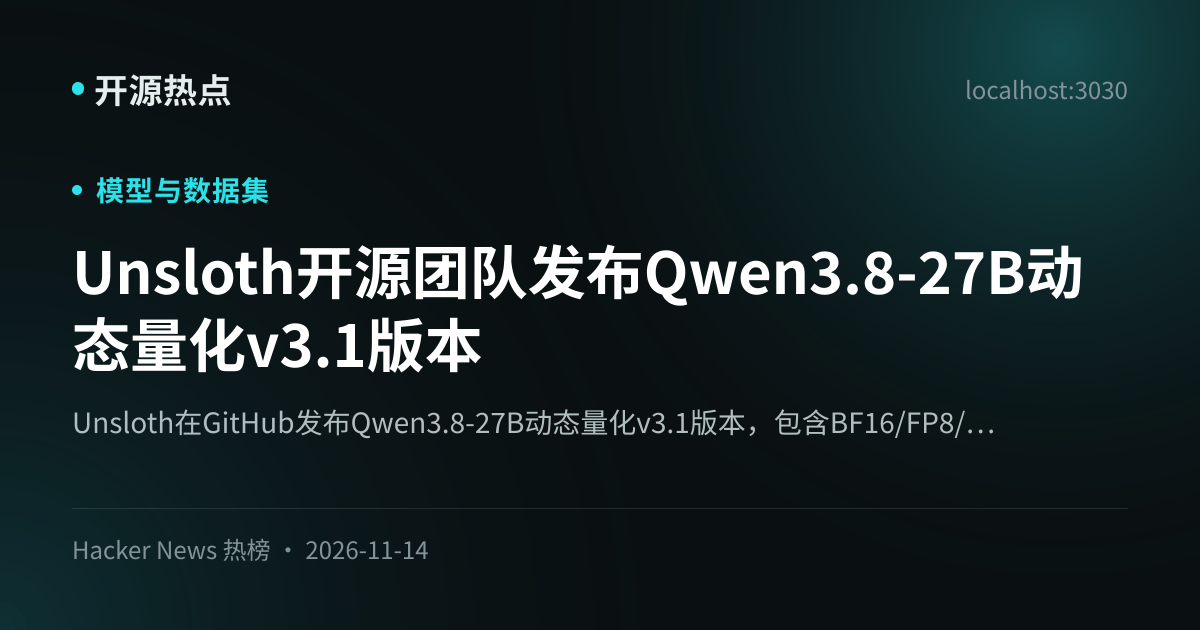 开源热点
localhost:3030
模型与数据集
Unsloth开源团队发布Qwen3.8-27B动
态量化v3.1版本
Unsloth在GitHub发布Qwen3.8-27B动态量化v3.1版本，包含BF16/FP8/…
Hacker News 热榜 · 2026-11-14